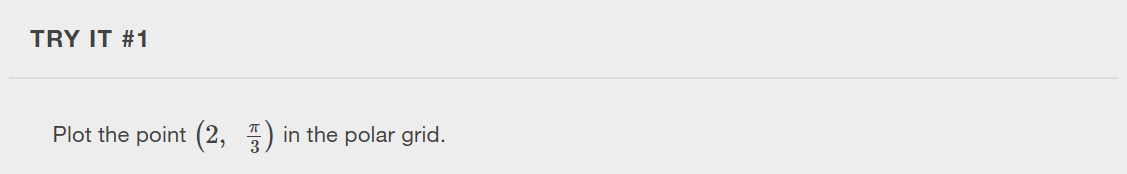 TRY IT #1
Plot the point (2, π/3) in the polar grid.